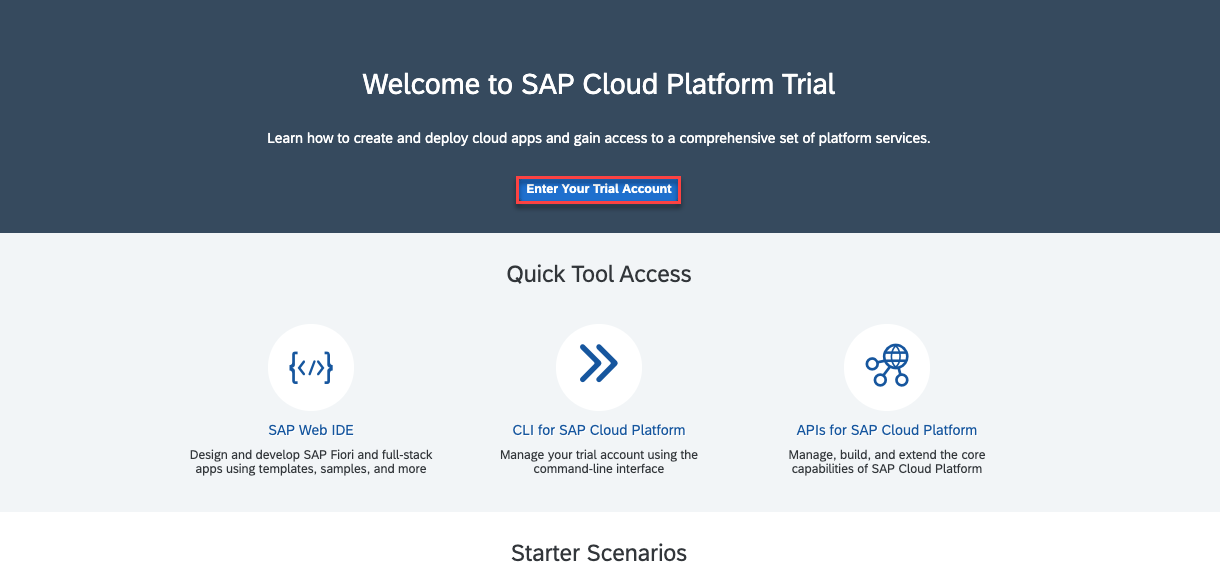 Welcome to SAP Cloud Platform Trial
Learn how to create and deploy cloud apps and gain access to a comprehensive set of platform services.
Enter Your Trial Account
Quick Tool Access
SAP Web IDE
Design and develop SAP Fiori and full-stack
apps using templates, samples, and more
CLI for SAP Cloud Platform
Manage your trial account using the
command-line interface
APIs for SAP Cloud Platform
Manage, build, and extend the core
capabilities of SAP Cloud Platform
Starter Scenarios